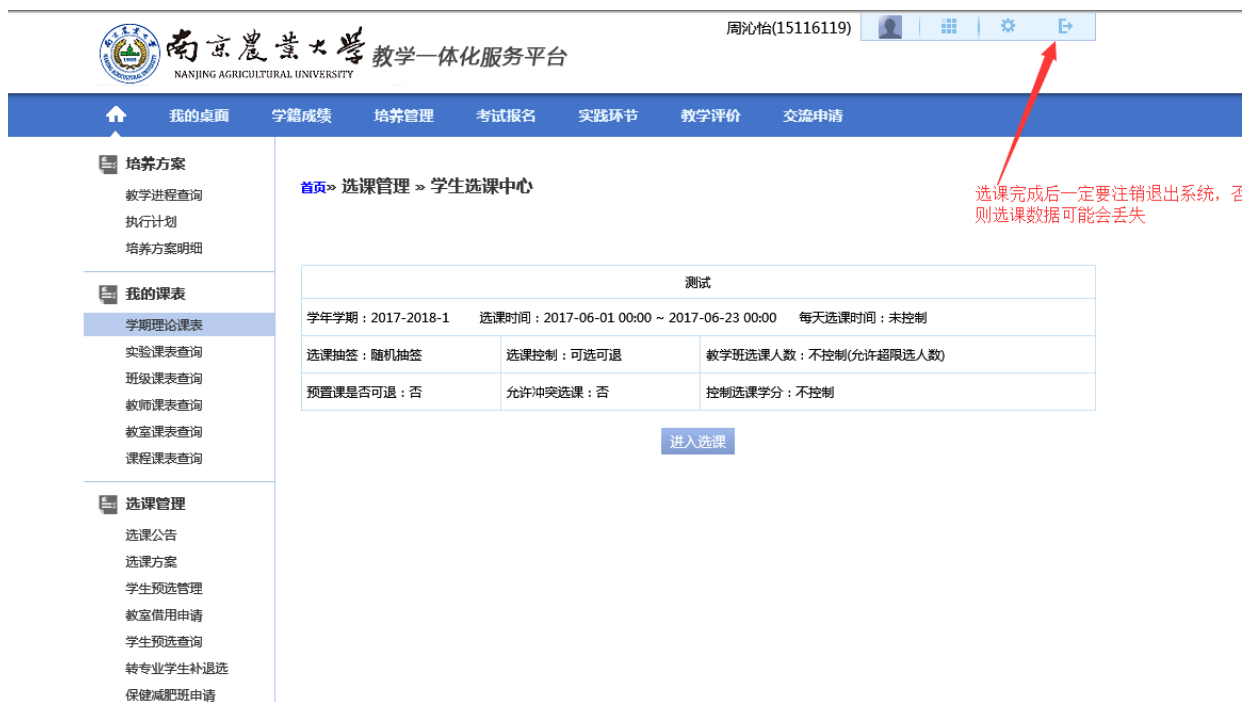 南京農業大學 教学一体化服务平台
NANJING AGRICULTURAL UNIVERSITY
周沁怡(15116119)
我的桌面 学籍成绩 培养管理 考试报名 实践环节 教学评价 交流申请
培养方案
教学进程查询
执行计划
培养方案明细
我的课表
学期理论课表
实验课表查询
班级课表查询
教师课表查询
教室课表查询
课程课表查询
选课管理
选课公告
选课方案
学生预选管理
教室借用申请
学生预选查询
转专业学生补退选
保健减肥班申请
首页» 选课管理 » 学生选课中心
选课完成后一定要注销退出系统，否
则选课数据可能会丢失
测试
学年学期：2017-2018-1 选课时间：2017-06-01 00:00 ~ 2017-06-23 00:00 每天选课时间：未控制
选课抽签：随机抽签 选课控制：可选可退 教学班选课人数：不控制(允许超限选人数)
预置课是否可退：否 允许冲突选课：否 控制选课学分：不控制
进入选课